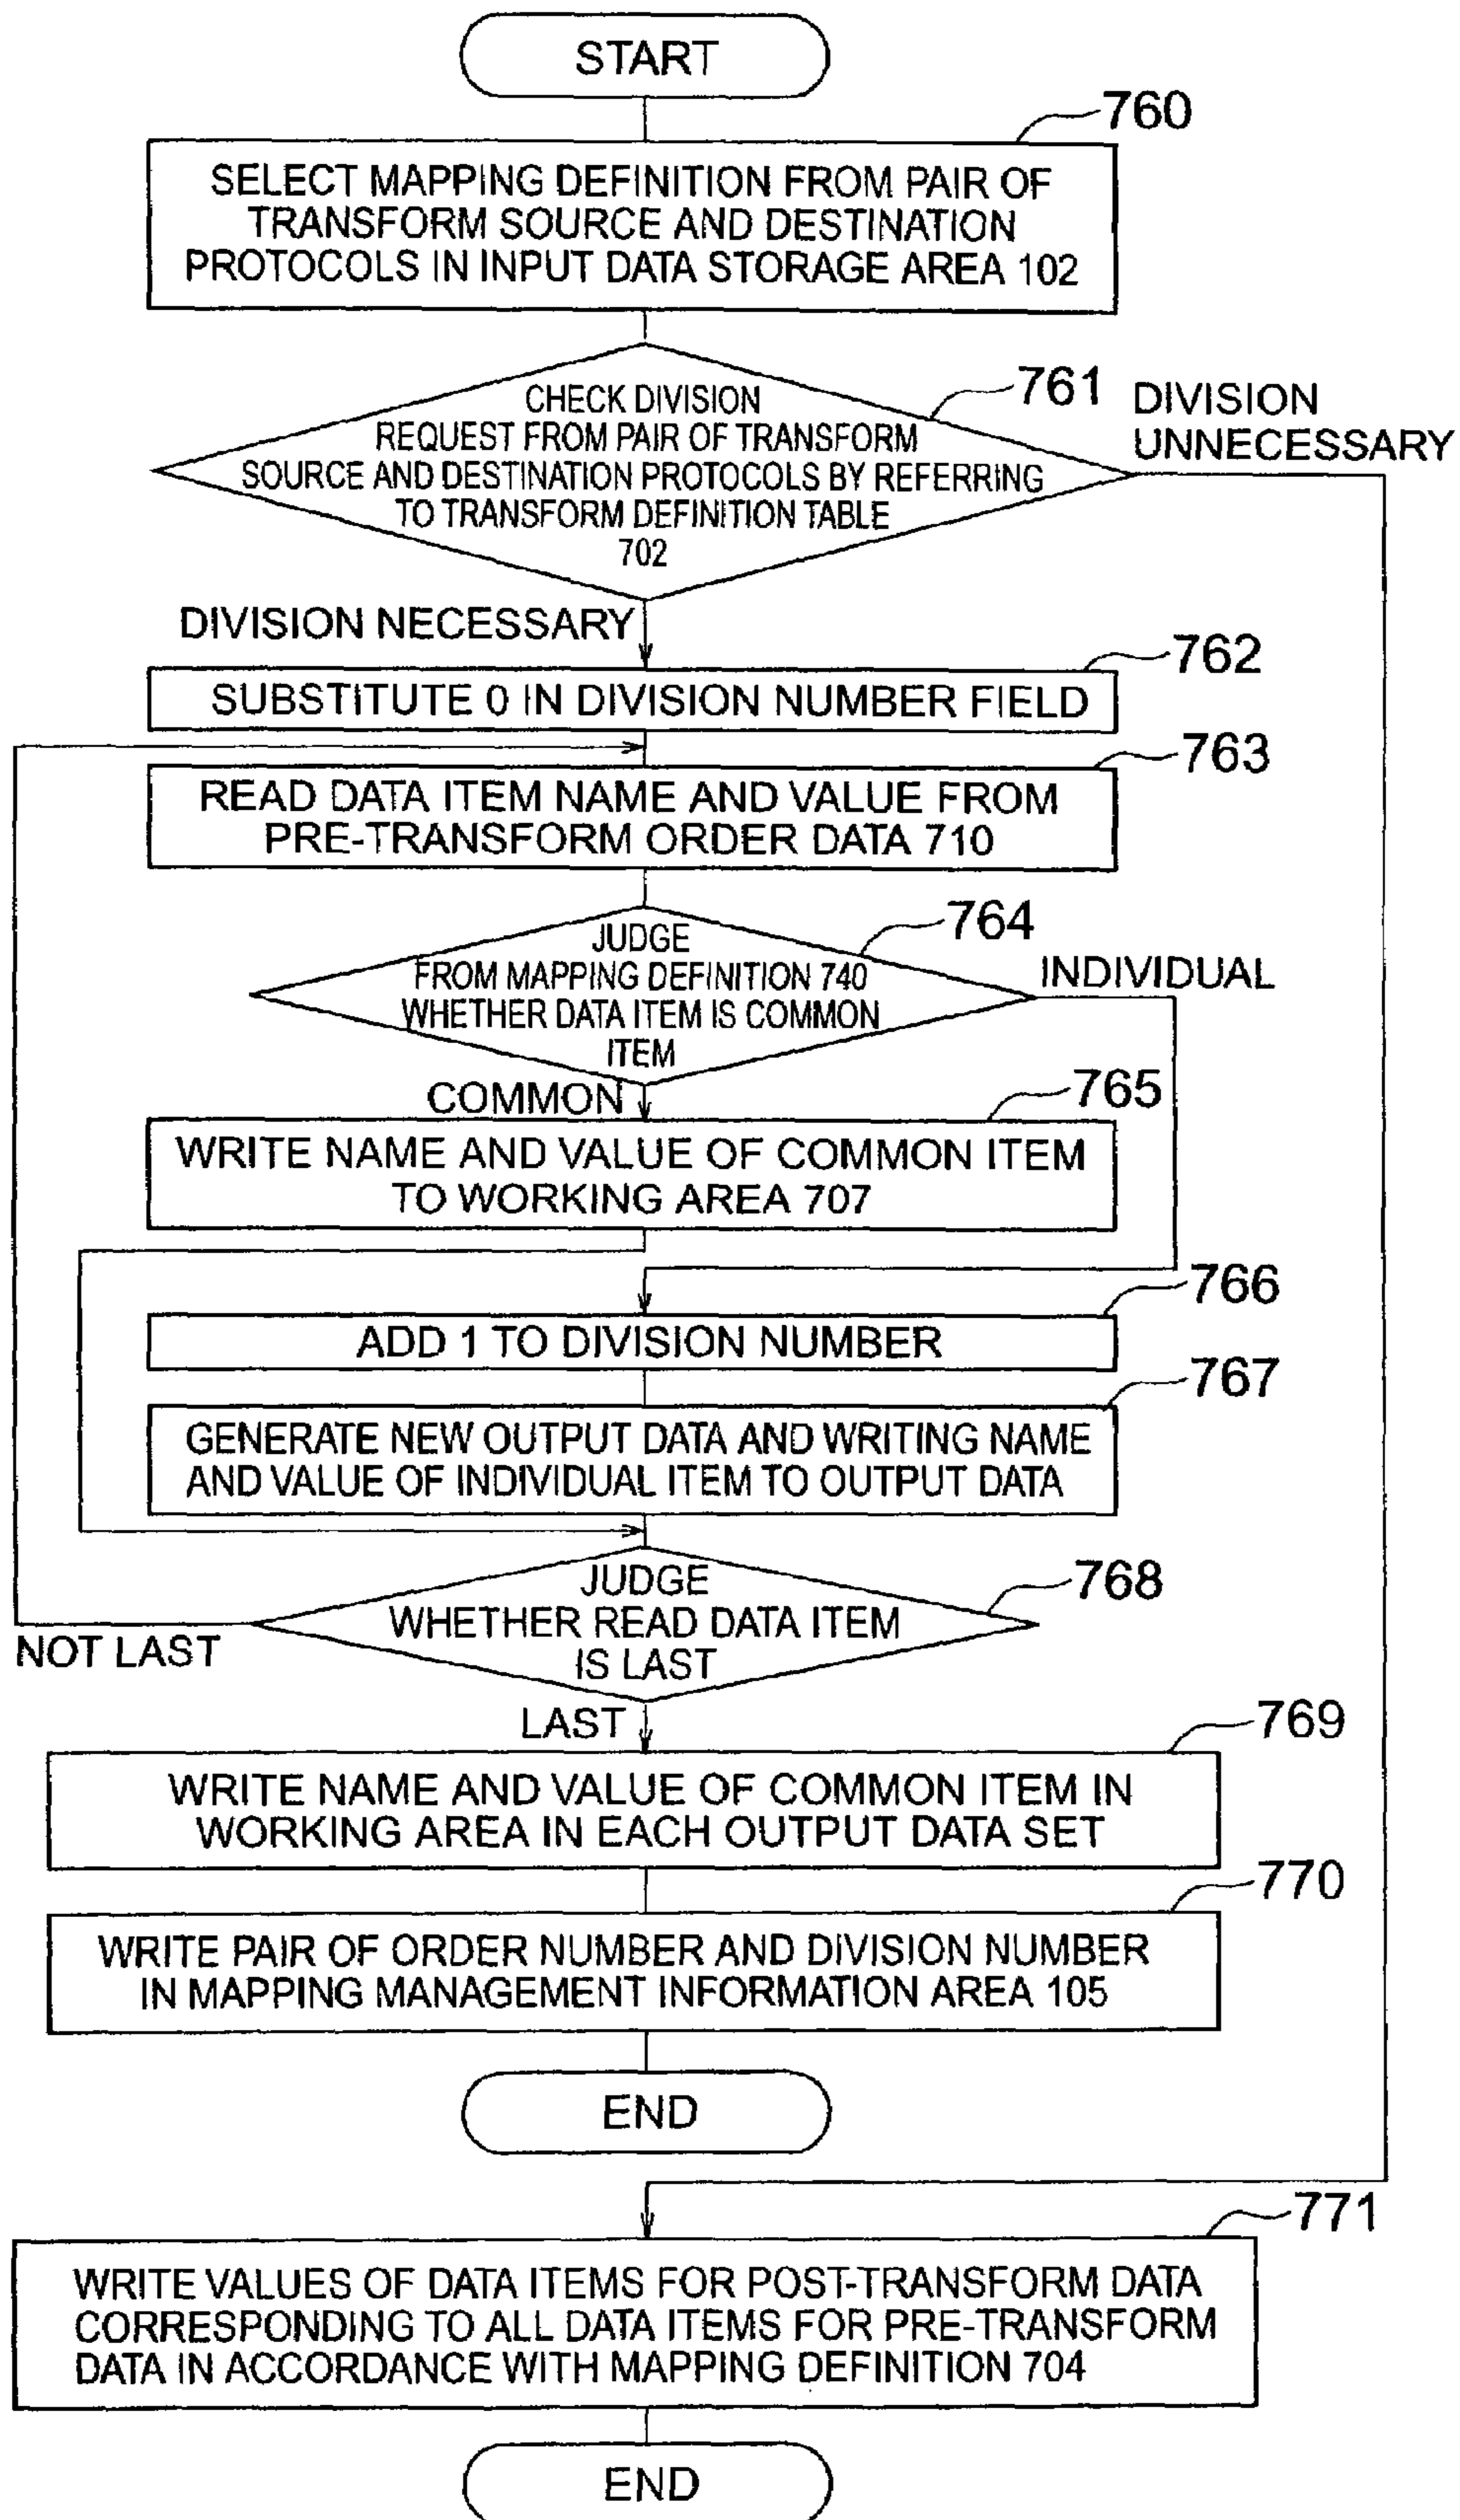 START
760
SELECT MAPPING DEFINITION FROM PAIR OF
TRANSFORM SOURCE AND DESTINATION
PROTOCOLS IN INPUT DATA STORAGE AREA 102
761
CHECK DIVISION
REQUEST FROM PAIR OF TRANSFORM
SOURCE AND DESTINATION PROTOCOLS BY REFERRING
TO TRANSFORM DEFINITION TABLE
702
DIVISION
UNNECESSARY
DIVISION NECESSARY
762
SUBSTITUTE 0 IN DIVISION NUMBER FIELD
763
READ DATA ITEM NAME AND VALUE FROM
PRE-TRANSFORM ORDER DATA 710
764
JUDGE
FROM MAPPING DEFINITION 740
WHETHER DATA ITEM IS COMMON
ITEM
INDIVIDUAL
COMMON
765
WRITE NAME AND VALUE OF COMMON ITEM
TO WORKING AREA 707
766
ADD 1 TO DIVISION NUMBER
767
GENERATE NEW OUTPUT DATA AND WRITING NAME
AND VALUE OF INDIVIDUAL ITEM TO OUTPUT DATA
768
JUDGE
WHETHER READ DATA ITEM
IS LAST
NOT LAST
LAST
769
WRITE NAME AND VALUE OF COMMON ITEM IN
WORKING AREA IN EACH OUTPUT DATA SET
770
WRITE PAIR OF ORDER NUMBER AND DIVISION NUMBER
IN MAPPING MANAGEMENT INFORMATION AREA 105
END
771
WRITE VALUES OF DATA ITEMS FOR POST-TRANSFORM DATA
CORRESPONDING TO ALL DATA ITEMS FOR PRE-TRANSFORM
DATA IN ACCORDANCE WITH MAPPING DEFINITION 704
END